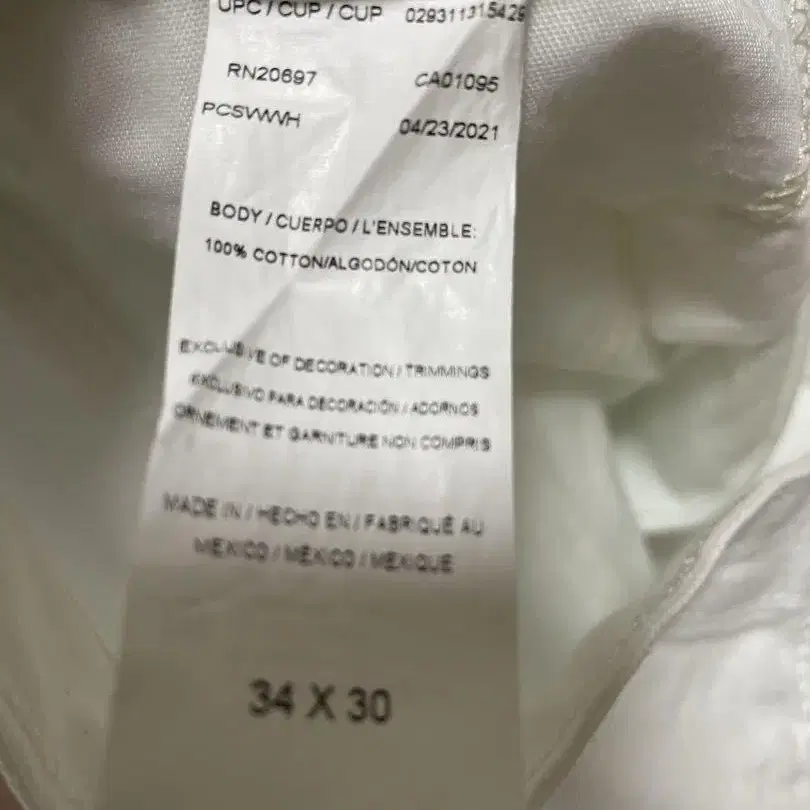 UPC / CUP / CUP 029311315429
RN20697 CA01095
PCSVWWH 04/23/2021
BODY / CUERPO / L'ENSEMBLE:
100% COTTON/ALGODÓN/COTON
EXCLUSIVE OF DECORATION / TRIMMINGS
EXCLUSIVO PARA DECORACIÓN / ADORNOS
ORNEMENT ET GARNITURE NON COMPRIS
MADE IN / HECHO EN / FABRIQUÉ AU
MEXICO / MÉXICO / MEXIQUE
34 X 30